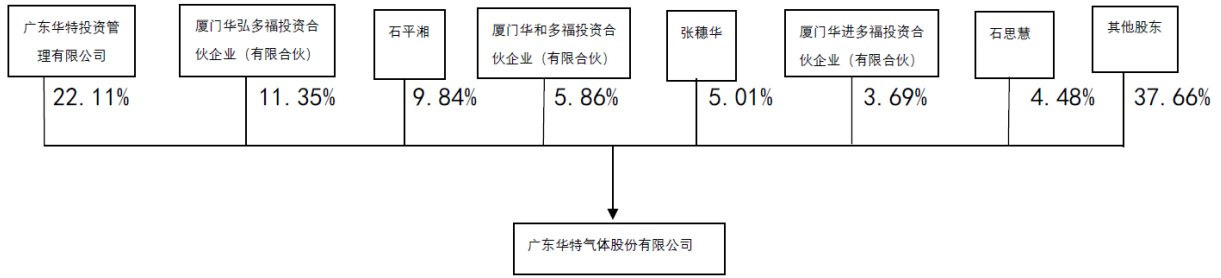 广东华特投资管
理有限公司
厦门华弘多福投资合
伙企业（有限合伙）
石平湘
厦门华和多福投资合
伙企业（有限合伙）
张穗华
厦门华进多福投资合
伙企业（有限合伙）
石思慧
其他股东
22.11%
11.35%
9.84%
5.86%
5.01%
3.69%
4.48%
37.66%
广东华特气体股份有限公司